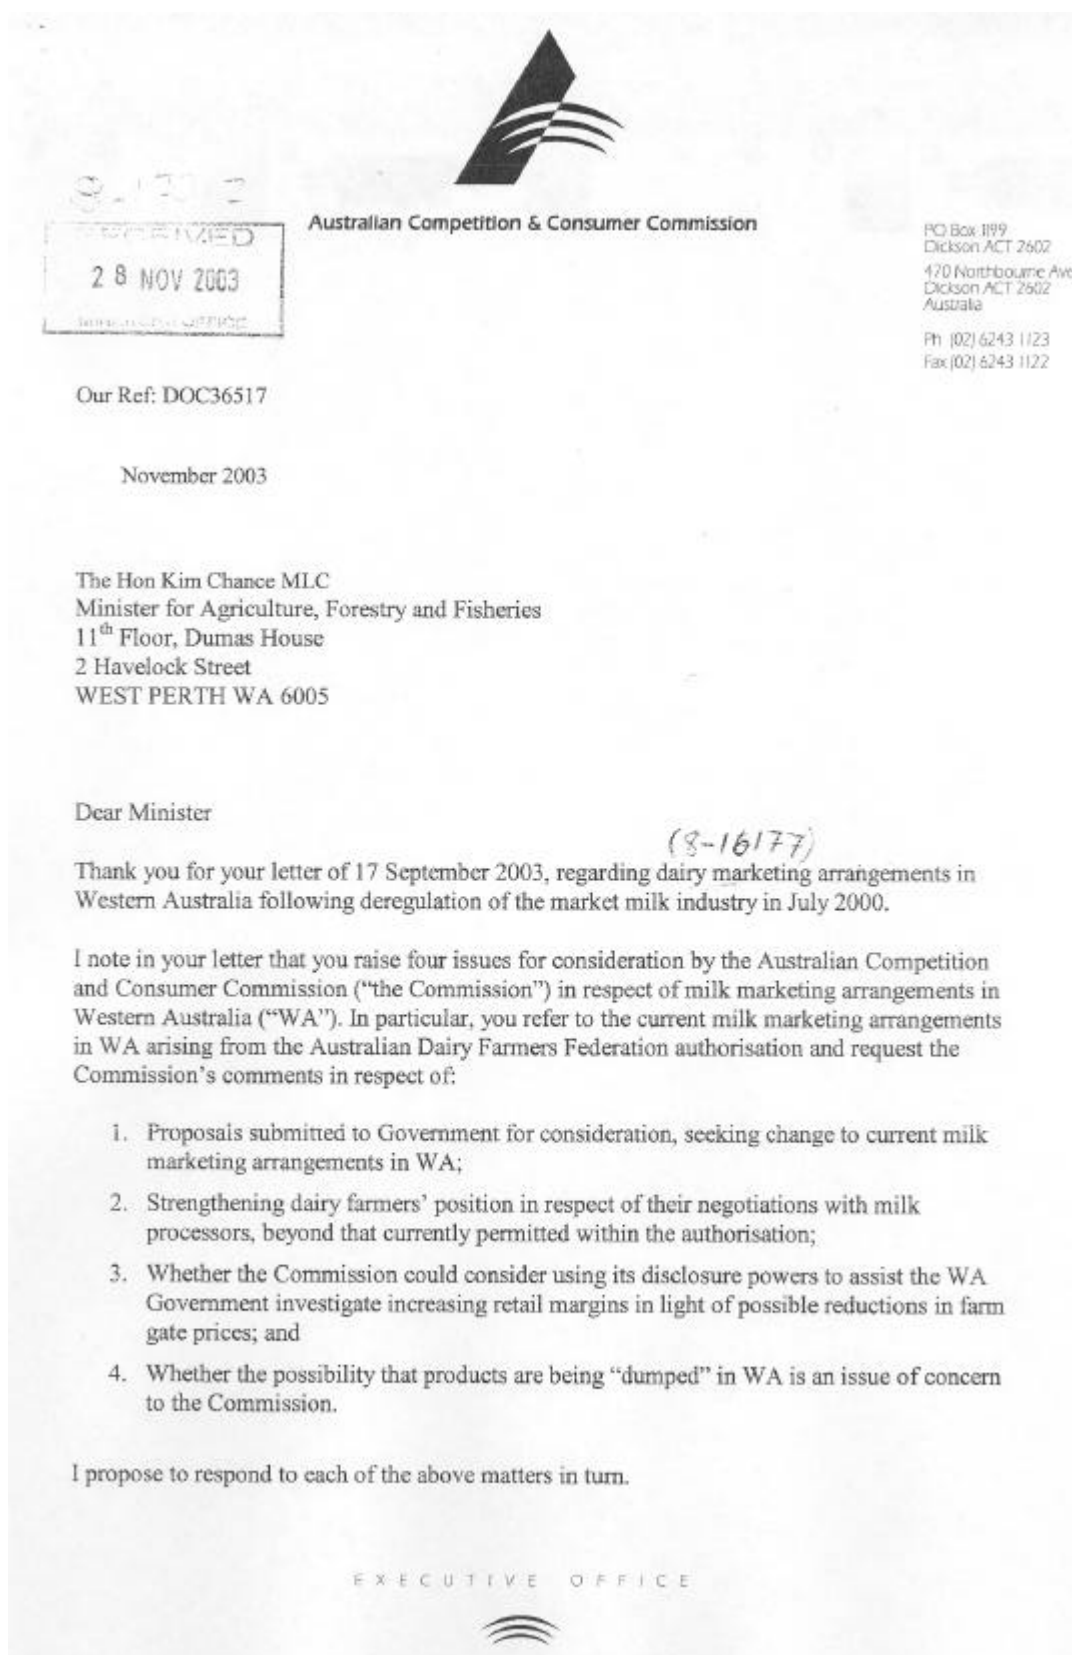 Australian Competition & Consumer Commission
PO Box 1199
Dickson ACT 2602
470 Northbourne Ave
Dickson ACT 2602
Australia
Ph (02) 6243 1123
Fax (02) 6243 1122
RECEIVED
28 NOV 2003
OFFICE
Our Ref: DOC36517
November 2003
The Hon Kim Chance MLC
Minister for Agriculture, Forestry and Fisheries
11th Floor, Dumas House
2 Havelock Street
WEST PERTH WA 6005
Dear Minister
(8-16177)
Thank you for your letter of 17 September 2003, regarding dairy marketing arrangements in
Western Australia following deregulation of the market milk industry in July 2000.
I note in your letter that you raise four issues for consideration by the Australian Competition
and Consumer Commission (“the Commission”) in respect of milk marketing arrangements in
Western Australia (“WA”). In particular, you refer to the current milk marketing arrangements
in WA arising from the Australian Dairy Farmers Federation authorisation and request the
Commission’s comments in respect of:
1. Proposals submitted to Government for consideration, seeking change to current milk
marketing arrangements in WA;
2. Strengthening dairy farmers’ position in respect of their negotiations with milk
processors, beyond that currently permitted within the authorisation;
3. Whether the Commission could consider using its disclosure powers to assist the WA
Government investigate increasing retail margins in light of possible reductions in farm
gate prices; and
4. Whether the possibility that products are being “dumped” in WA is an issue of concern
to the Commission.
I propose to respond to each of the above matters in turn.
EXECUTIVE OFFICE